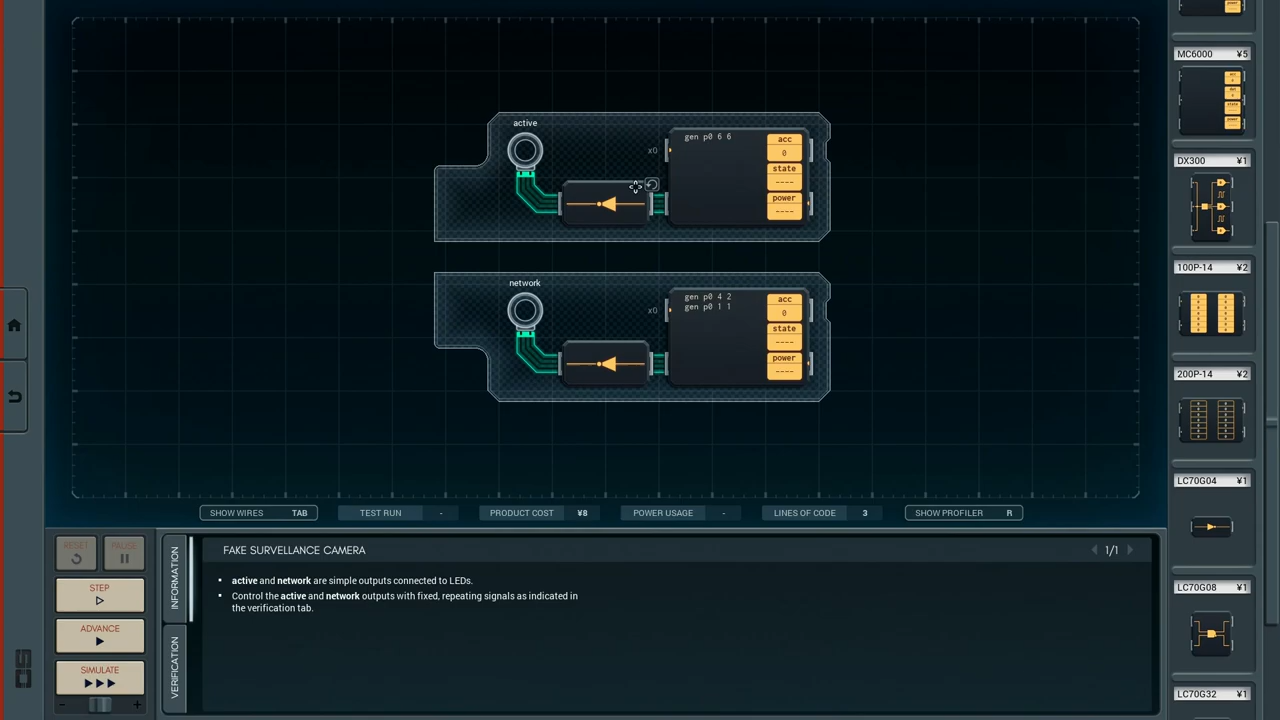 MC6000 ¥5
active
gen p0 6 6
acc
0
x0
state
----
power
----
DX300 ¥1
100P-14 ¥2
network
gen p0 4 2
gen p0 1 1
acc
0
x0
state
----
power
----
200P-14 ¥2
LC70G04 ¥1
SHOW WIRES TAB
TEST RUN -
PRODUCT COST ¥8
POWER USAGE -
LINES OF CODE 3
SHOW PROFILER R
RESET
PAUSE
STEP
ADVANCE
SIMULATE
- +
INFORMATION
VERIFICATION
FAKE SURVELLANCE CAMERA
1/1
active and network are simple outputs connected to LEDs.
Control the active and network outputs with fixed, repeating signals as indicated in
the verification tab.
LC70G08 ¥1
LC70G32 ¥1